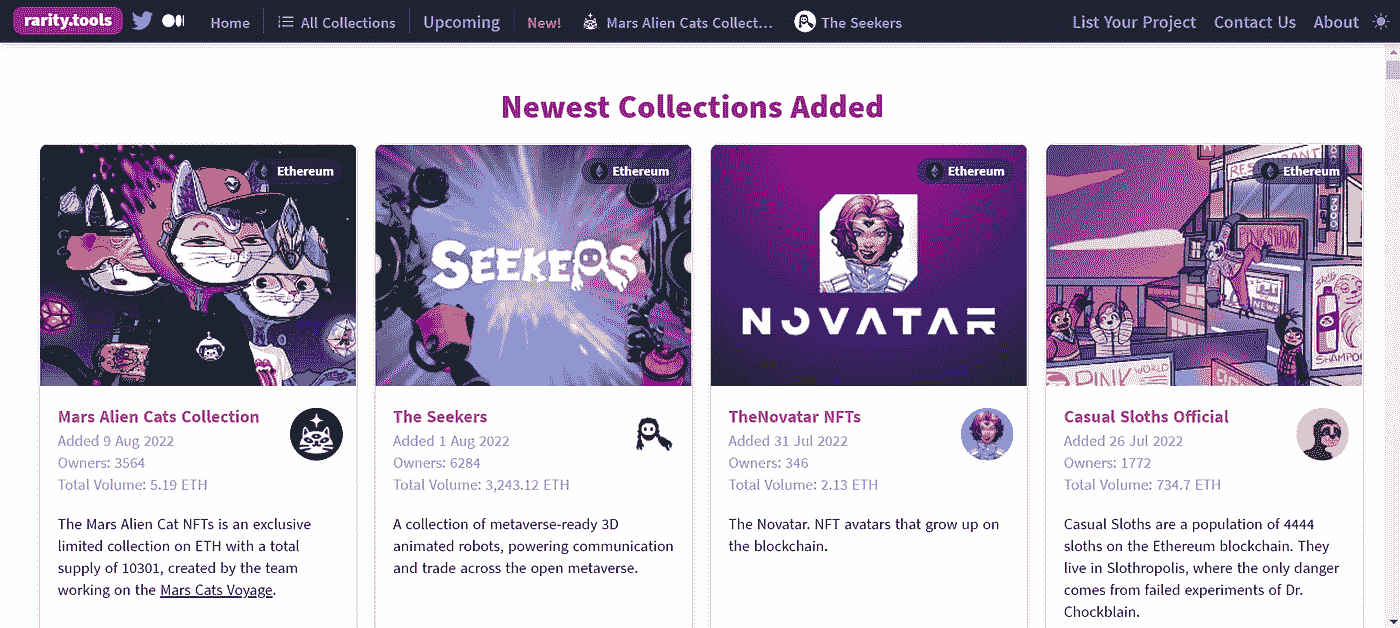 rarity.tools Home All Collections Upcoming New! Mars Alien Cats Collect... The Seekers List Your Project Contact Us About
Newest Collections Added
Ethereum
SEEKERS
Ethereum
NOVATAR
Ethereum
RESTAURANT
Ethereum
PINK STUDIO
PINK WORLD
SHAMPOO
Mars Alien Cats Collection
Added 9 Aug 2022
Owners: 3564
Total Volume: 5.19 ETH
The Mars Alien Cat NFTs is an exclusive
limited collection on ETH with a total
supply of 10301, created by the team
working on the Mars Cats Voyage.
The Seekers
Added 1 Aug 2022
Owners: 6284
Total Volume: 3,243.12 ETH
A collection of metaverse-ready 3D
animated robots, powering communication
and trade across the open metaverse.
TheNovatar NFTs
Added 31 Jul 2022
Owners: 346
Total Volume: 2.13 ETH
The Novatar. NFT avatars that grow up on
the blockchain.
Casual Sloths Official
Added 26 Jul 2022
Owners: 1772
Total Volume: 734.7 ETH
Casual Sloths are a population of 4444
sloths on the Ethereum blockchain. They
live in Slothropolis, where the only danger
comes from failed experiments of Dr.
Chockblain.